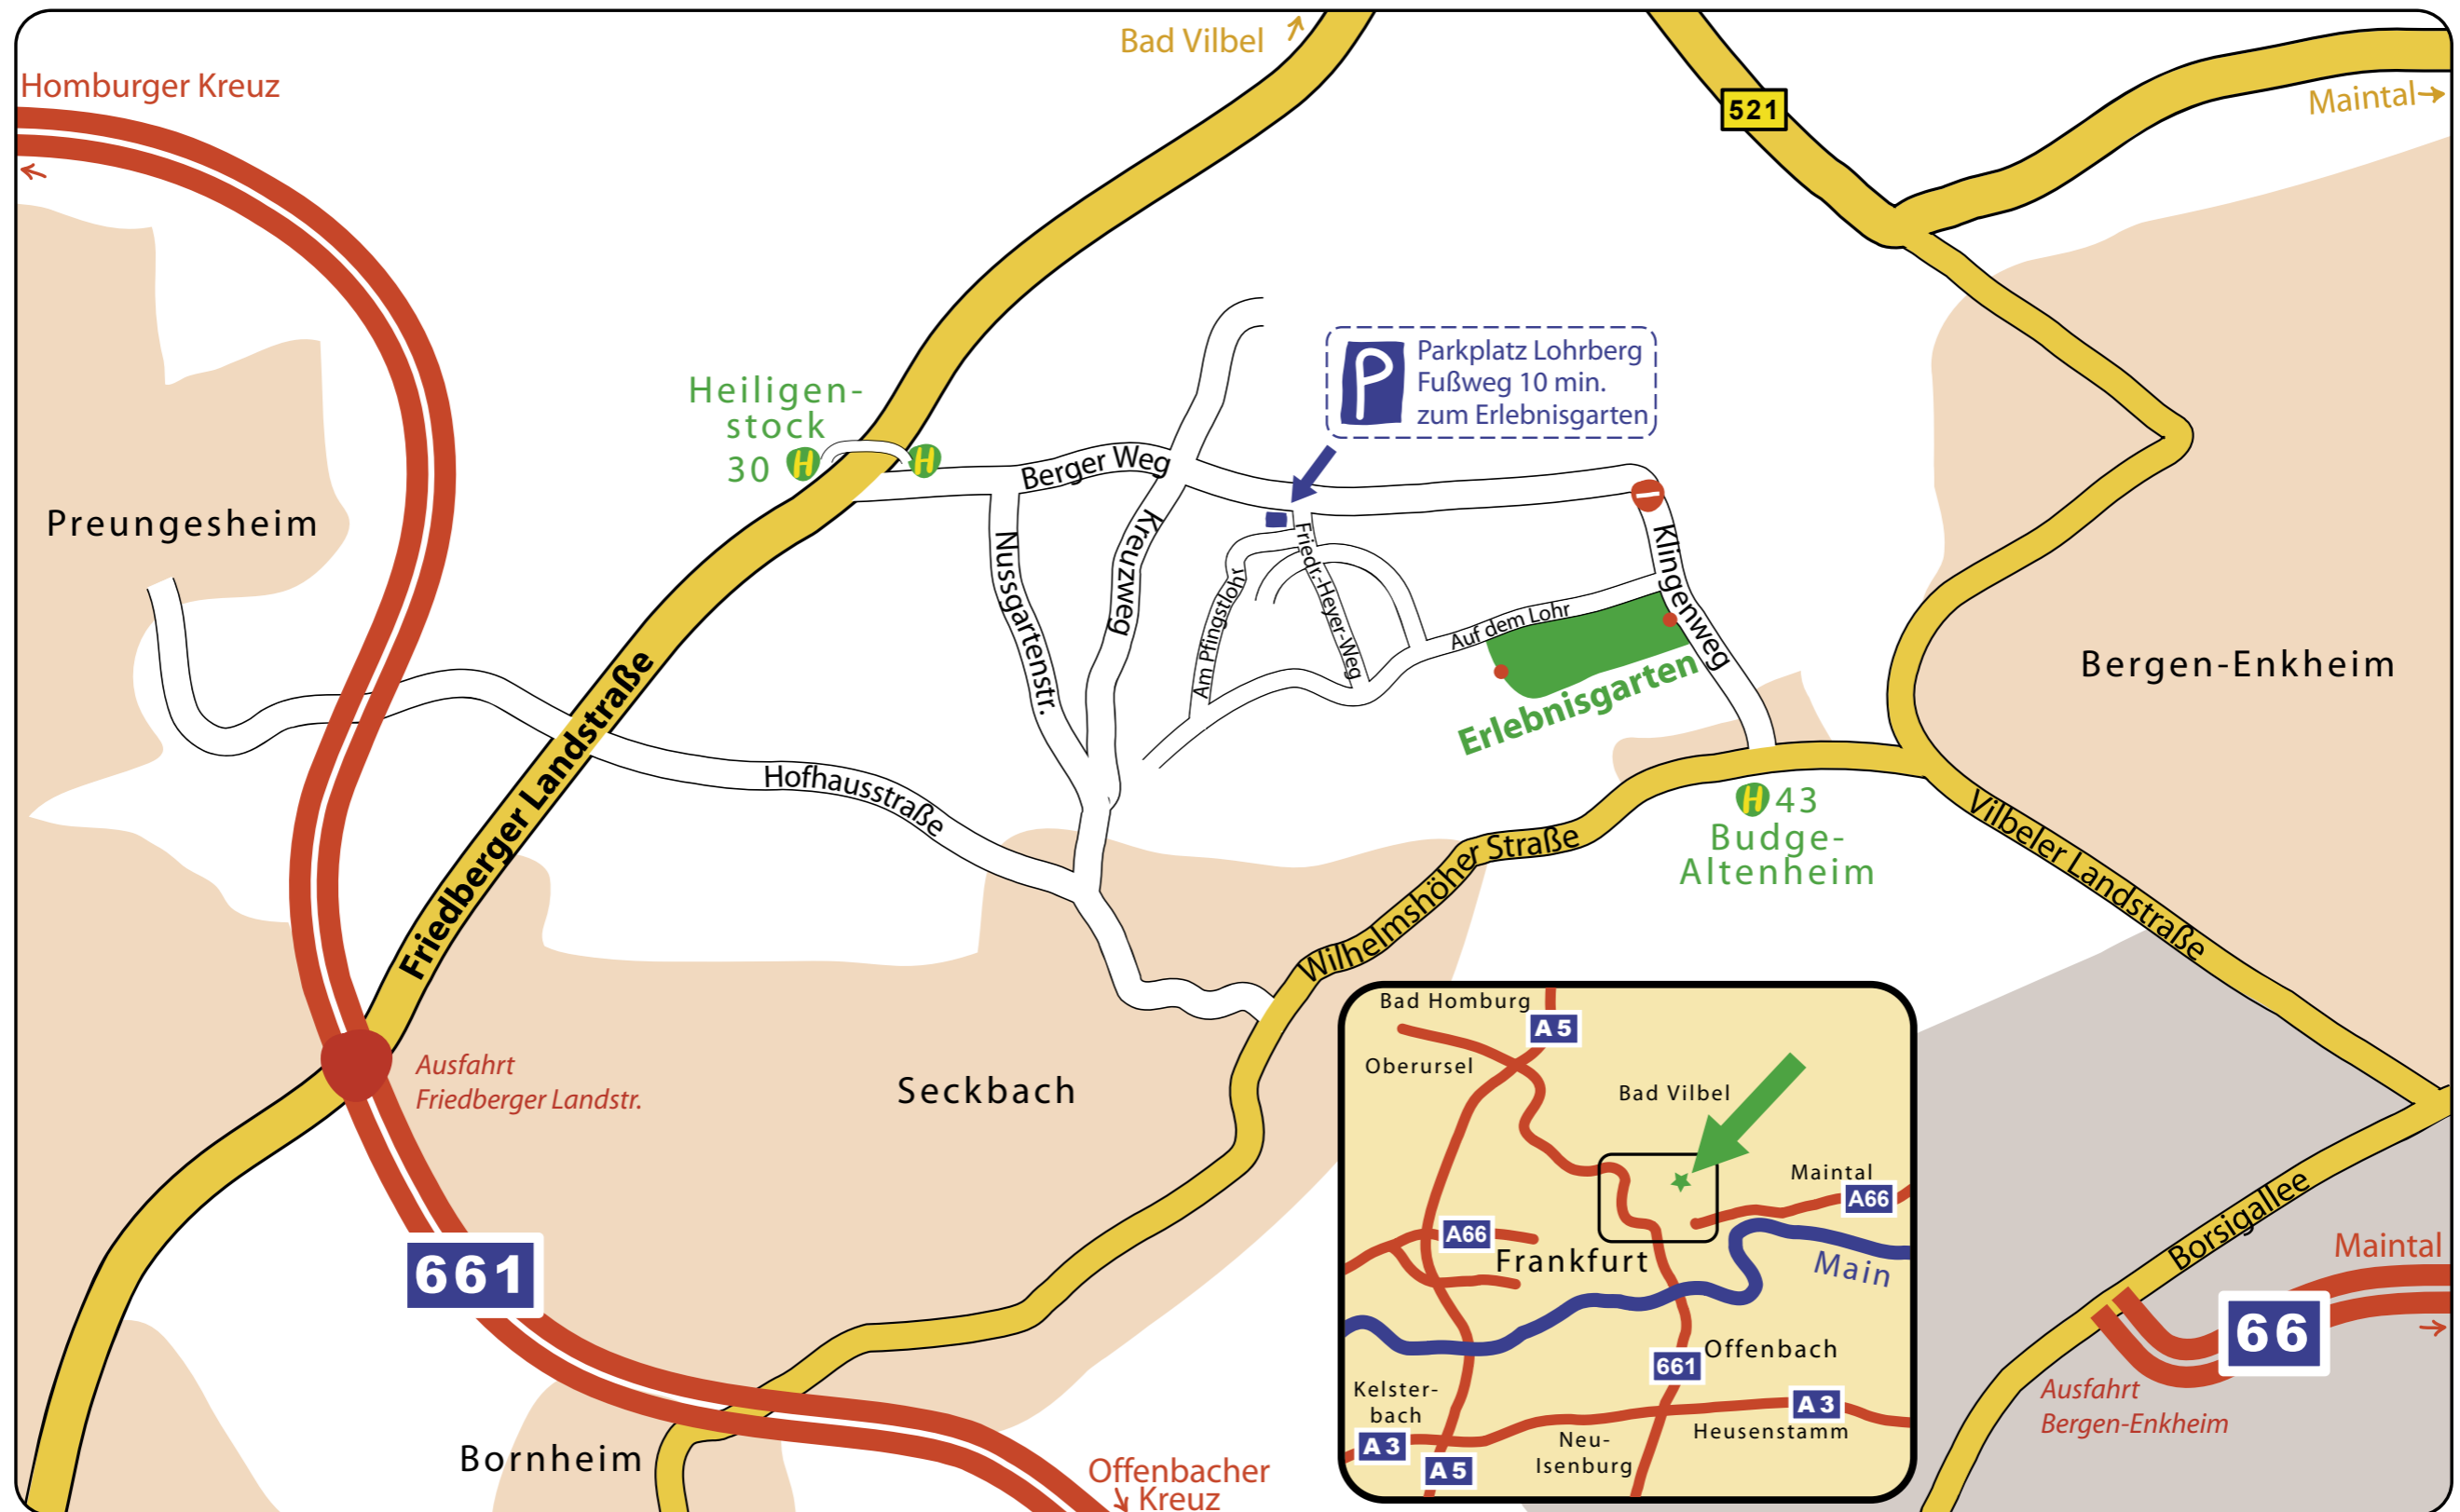 Bad Vilbel
Homburger Kreuz
521
Maintal
Parkplatz Lohrberg
Fußweg 10 min.
zum Erlebnisgarten
P
Heiligen-
stock
30 H
H
Berger Weg
Preungesheim
Nussgartenstr.
Kreuzweg
Am Pfingstlohr
Friedr.-Heyer-Weg
Auf dem Lohr
Klingenweg
Erlebnisgarten
Bergen-Enkheim
Friedberger Landstraße
Hofhausstraße
H 43
Budge-
Altenheim
Wilhelmshöher Straße
Vilbeler Landstraße
Ausfahrt
Friedberger Landstr.
Seckbach
661
Bornheim
Offenbacher
Kreuz
Bad Homburg
A 5
Oberursel
Bad Vilbel
Maintal
A66
A66
Frankfurt
Main
661
Offenbach
Kelster-
bach
A 3
A 3
Heusenstamm
Neu-
Isenburg
A 5
Borsigallee
Maintal
66
Ausfahrt
Bergen-Enkheim